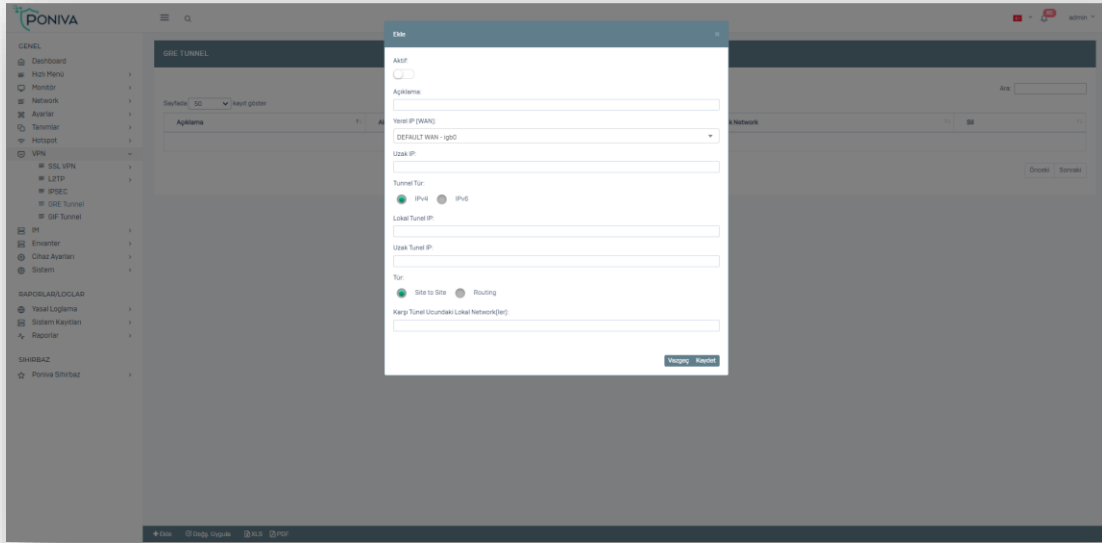 PONIVA
admin
GENEL
Dashboard
Hızlı Menü
Monitör
Network
Ayarlar
Tanımlar
Hotspot
VPN
SSL VPN
L2TP
IPSEC
GRE Tunnel
GIF Tunnel
Envanter
Cihaz Ayarları
Sistem
RAPORLAR/LOGLAR
Yasal Loglama
Sistem Kayıtları
Raporlar
SİHİRBAZ
Poniva Sihirbaz
GRE TUNNEL
Sayfada 50 kayıt göster
Ara:
Açıklama
k Network
Sil
Önceki Sonraki
Ekle
Aktif:
Açıklama:
Yerel IP (WAN):
DEFAULT WAN - igb0
Uzak IP:
Tunnel Tür:
IPv4 IPv6
Lokal Tunel IP:
Uzak Tunel IP:
Tür:
Site to Site Routing
Karşı Tünel Ucundaki Lokal Network(ler):
Vazgeç Kaydet
Ekle Değş. Uygula XLS PDF